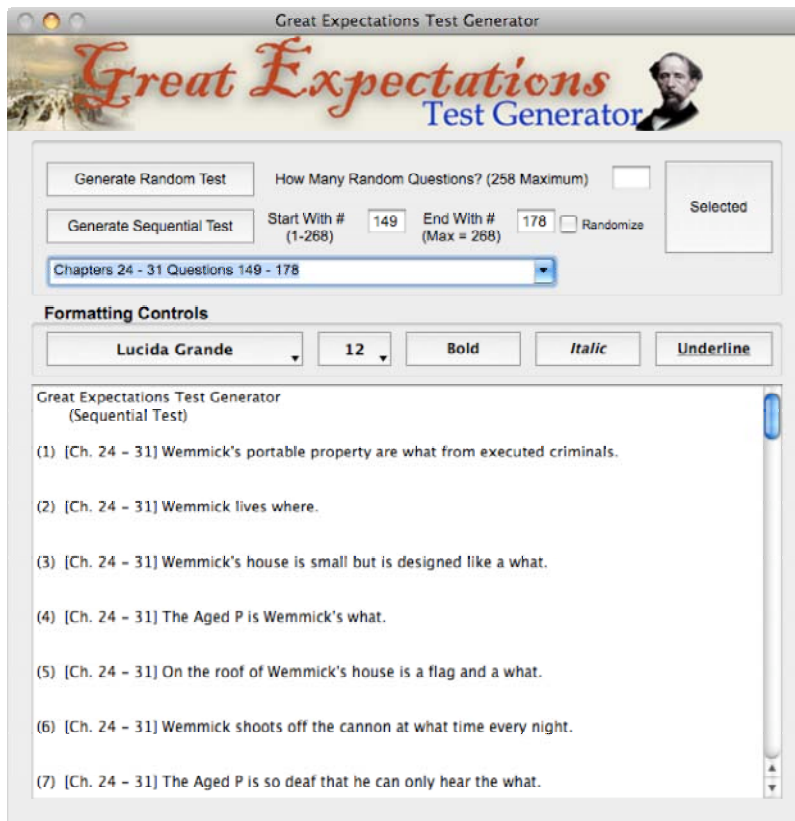 Great Expectations Test Generator
Great Expectations
Test Generator
Generate Random Test
How Many Random Questions? (258 Maximum)
Selected
Generate Sequential Test
Start With #
(1-268)
149
End With #
(Max = 268)
178
Randomize
Chapters 24 - 31 Questions 149 - 178
Formatting Controls
Lucida Grande
12
Bold
Italic
Underline
Great Expectations Test Generator
(Sequential Test)
(1) [Ch. 24 – 31] Wemmick's portable property are what from executed criminals.
(2) [Ch. 24 – 31] Wemmick lives where.
(3) [Ch. 24 – 31] Wemmick's house is small but is designed like a what.
(4) [Ch. 24 – 31] The Aged P is Wemmick's what.
(5) [Ch. 24 – 31] On the roof of Wemmick's house is a flag and a what.
(6) [Ch. 24 – 31] Wemmick shoots off the cannon at what time every night.
(7) [Ch. 24 – 31] The Aged P is so deaf that he can only hear the what.